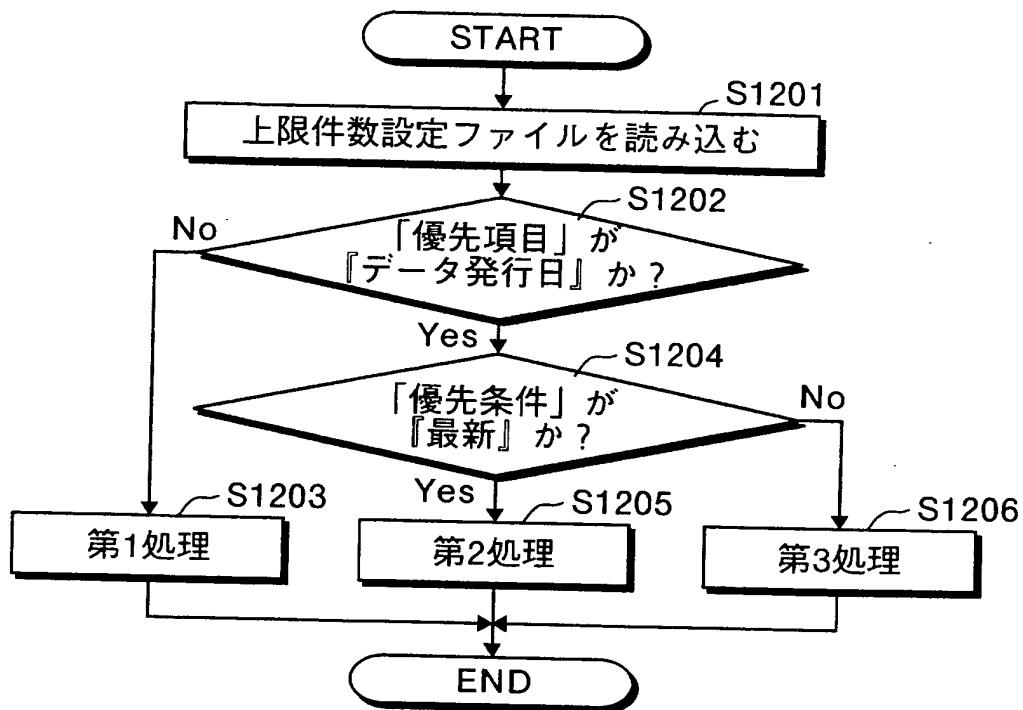 START
S1201
上限件数設定ファイルを読み込む
S1202
No
「優先項目」が
『データ発行日』か?
Yes
S1204
「優先条件」が
『最新』か?
No
Yes
S1203
第1処理
S1205
第2処理
S1206
第3処理
END